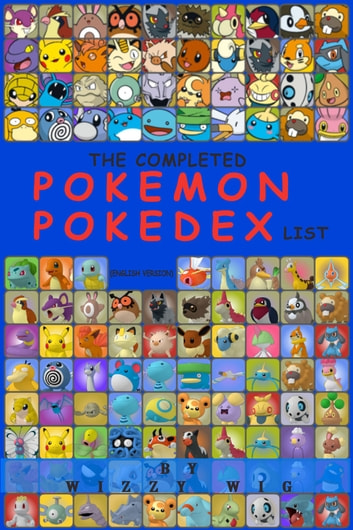 THE COMPLETED
POKEMON
POKEDEX LIST
(ENGLISH VERSION)
BY
WIZZY WIG